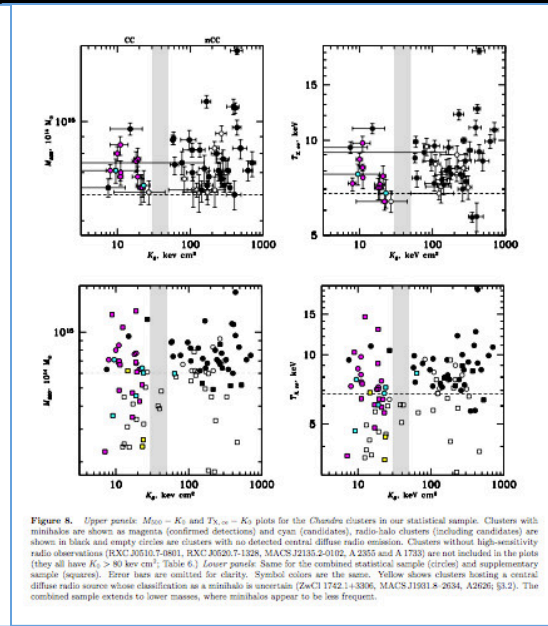 CC nCC
M500, 10^14 M⊙
10^15
T_X,ce, keV
15
10
5
10 100 1000
K0, keV cm²
10 100 1000
K0, keV cm²
M500, 10^14 M⊙
10^15
T_X,ce, keV
15
10
5
10 100 1000
K0, keV cm²
10 100 1000
K0, keV cm²
Figure 8. Upper panels: M500 − K0 and T_X,ce − K0 plots for the Chandra clusters in our statistical sample. Clusters with
minihalos are shown as magenta (confirmed detections) and cyan (candidates), radio-halo clusters (including candidates) are
shown in black and empty circles are clusters with no detected central diffuse radio emission. Clusters without high-sensitivity
radio observations (RXC J0510.7-0801, RXC J0520.7-1328, MACS J2135.2-0102, A 2355 and A 1733) are not included in the plots
(they all have K0 > 80 keV cm²; Table 6.) Lower panels: Same for the combined statistical sample (circles) and supplementary
sample (squares). Error bars are omitted for clarity. Symbol colors are the same. Yellow shows clusters hosting a central
diffuse radio source whose classification as a minihalo is uncertain (ZwCl 1742.1+3306, MACS J1931.8−2634, A2626; §3.2). The
combined sample extends to lower masses, where minihalos appear to be less frequent.